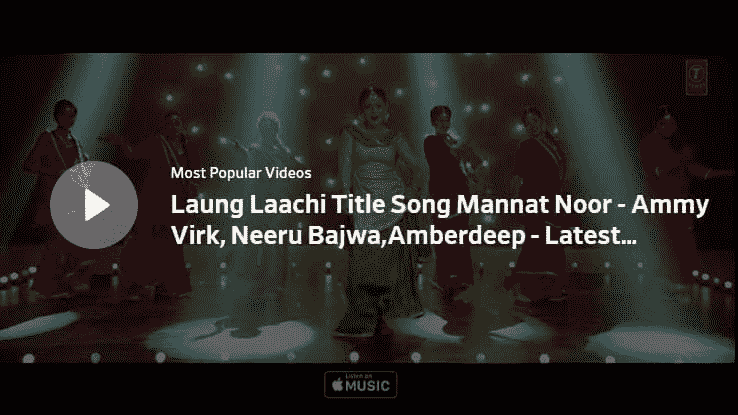 Most Popular Videos
Laung Laachi Title Song Mannat Noor - Ammy
Virk, Neeru Bajwa,Amberdeep - Latest...
Listen on
MUSIC